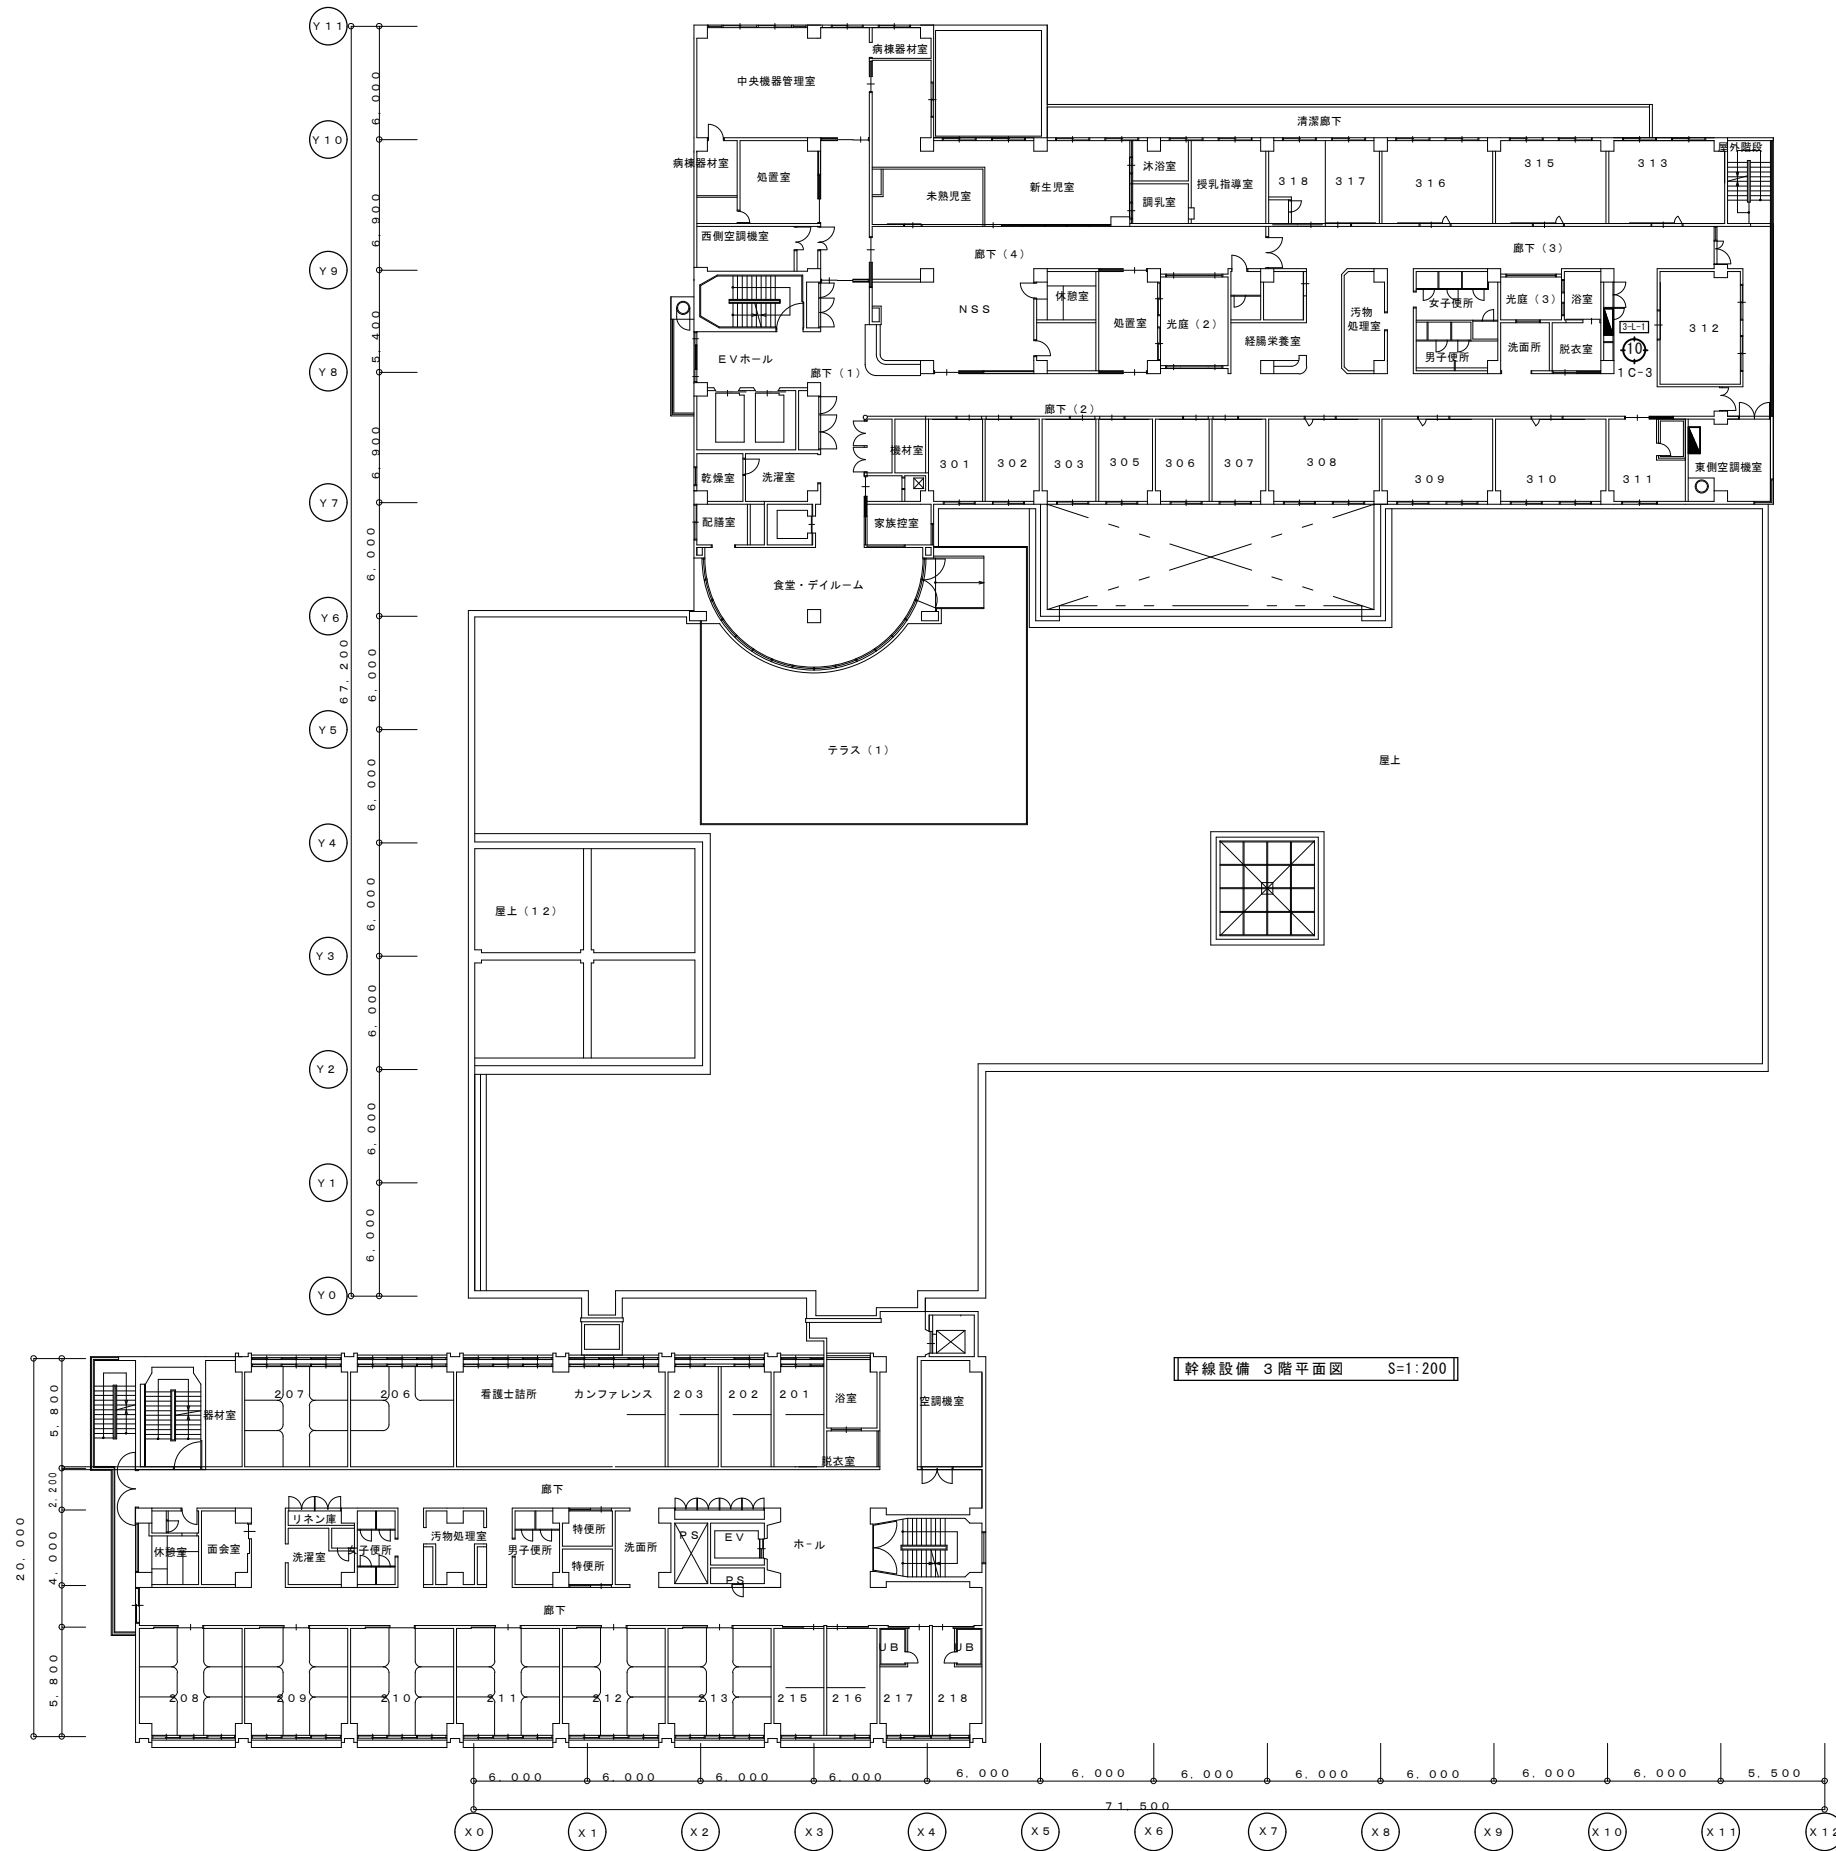 Y11
6,000
病棟器材室
中央機器管理室
清潔廊下
Y10
屋外階段
病棟器材室
処置室
未熟児室
新生児室
沐浴室
調乳室
授乳指導室
318
317
316
315
313
6,900
西側空調機室
廊下(4)
廊下(3)
Y9
休憩室
NSS
処置室
光庭(2)
経腸栄養室
汚物
処理室
女子便所
男子便所
光庭(3)
浴室
洗面所
脱衣室
3-L-1
10
1C-3
312
5,400
EVホール
廊下(1)
Y8
廊下(2)
6,900
機材室
301
302
303
305
306
307
308
309
310
311
東側空調機室
乾燥室
洗濯室
Y7
配膳室
家族控室
6,000
食堂・デイルーム
Y6
67,200
6,000
Y5
テラス(1)
屋上
6,000
Y4
6,000
屋上(12)
Y3
6,000
Y2
6,000
Y1
6,000
Y0
幹線設備 3階平面図 S=1:200
5,800
207
206
看護士詰所
カンファレンス
203
202
201
浴室
空調機室
器材室
脱衣室
2,200
廊下
20,000
4,000
休憩室
面会室
リネン庫
洗濯室
女子便所
汚物処理室
男子便所
特便所
特便所
洗面所
PS
EV
PS
ホ-ル
廊下
5,800
UB
UB
208
209
210
211
212
213
215
216
217
218
6,000
6,000
6,000
6,000
6,000
6,000
6,000
6,000
6,000
6,000
6,000
5,500
71,500
X0
X1
X2
X3
X4
X5
X6
X7
X8
X9
X10
X11
X12